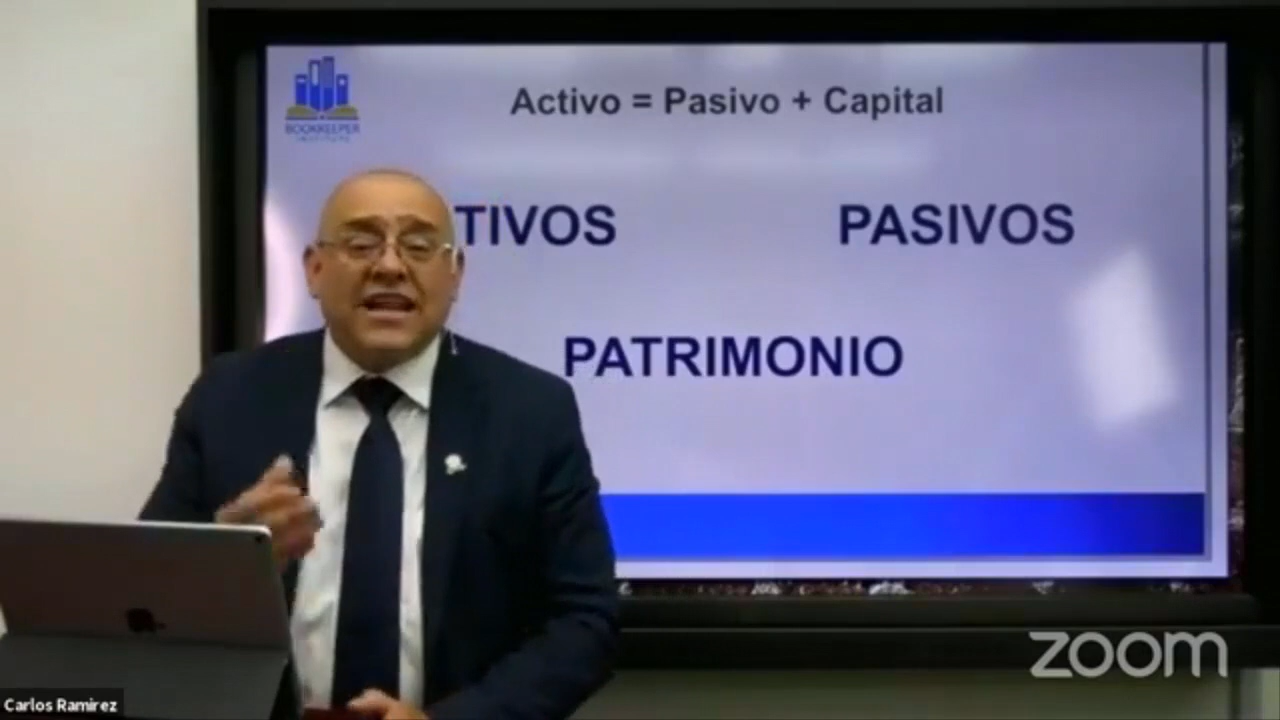 Activo = Pasivo + Capital
BOOKKEEPER
TIVOS
PASIVOS
PATRIMONIO
zoom
Carlos Ramirez